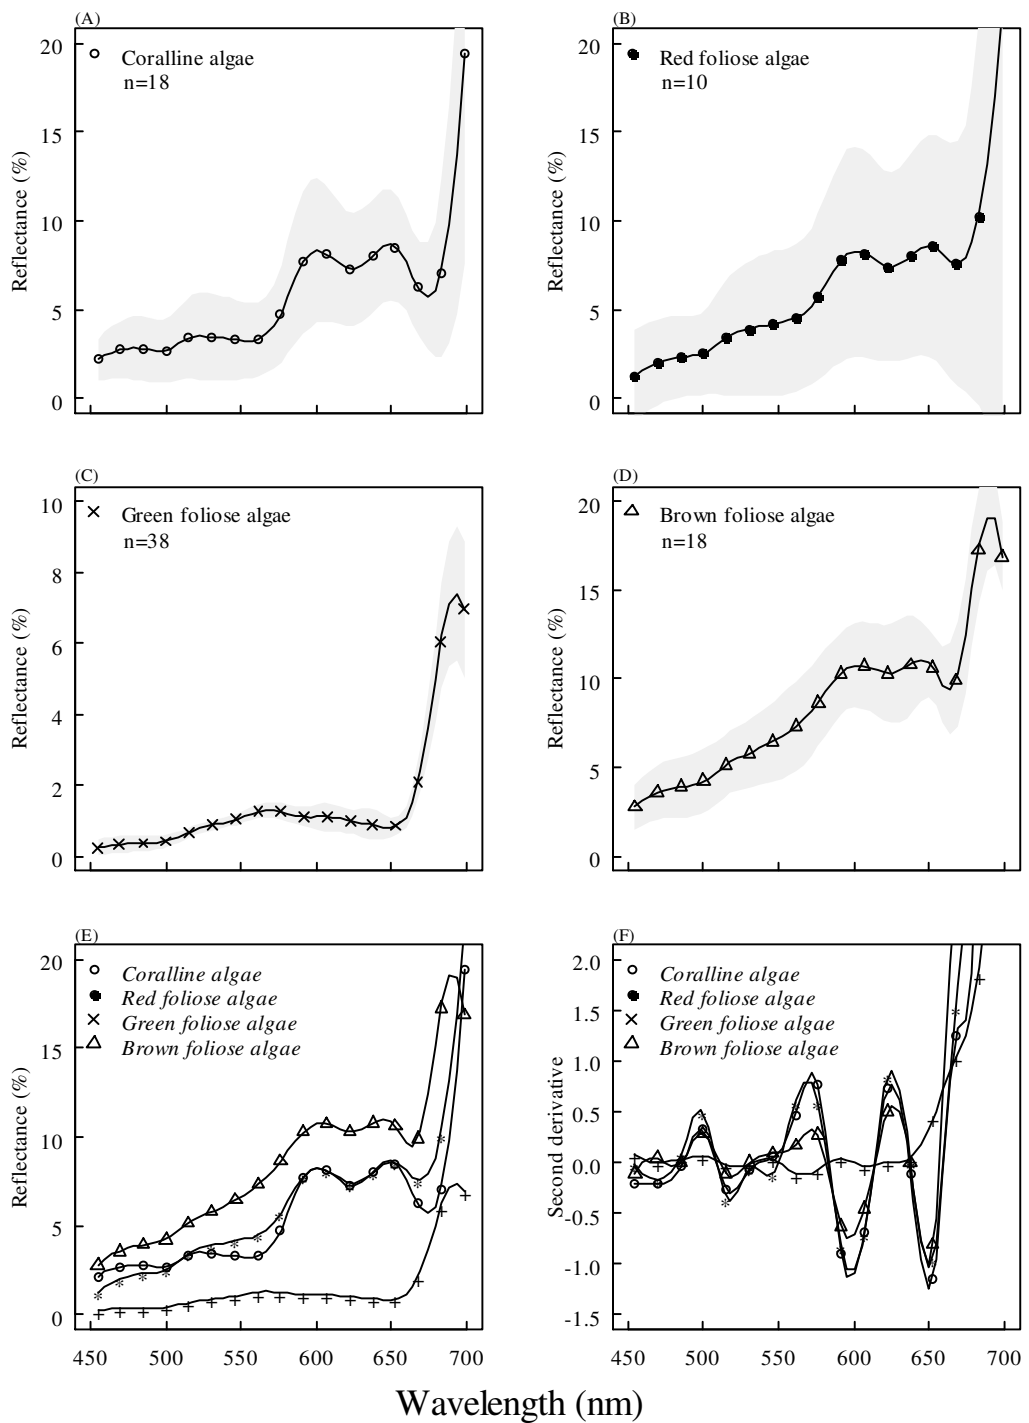 (A)
20
15
10
5
0
Reflectance (%)
Coralline algae
n=18
(B)
20
15
10
5
0
Reflectance (%)
Red foliose algae
n=10
(C)
10
8
6
4
2
0
Reflectance (%)
Green foliose algae
n=38
(D)
20
15
10
5
0
Reflectance (%)
Brown foliose algae
n=18
(E)
20
15
10
5
0
Reflectance (%)
Coralline algae
Red foliose algae
Green foliose algae
Brown foliose algae
450 500 550 600 650 700
(F)
2.0
1.5
1.0
0.5
0.0
-0.5
-1.0
-1.5
Second derivative
Coralline algae
Red foliose algae
Green foliose algae
Brown foliose algae
450 500 550 600 650 700
Wavelength (nm)